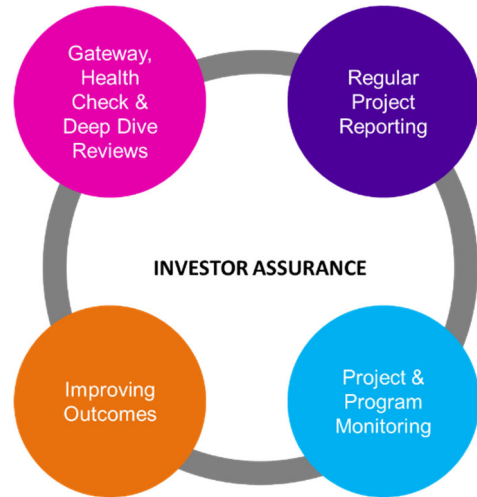 Gateway,
Health
Check &
Deep Dive
Reviews
Regular
Project
Reporting
INVESTOR ASSURANCE
Improving
Outcomes
Project &
Program
Monitoring